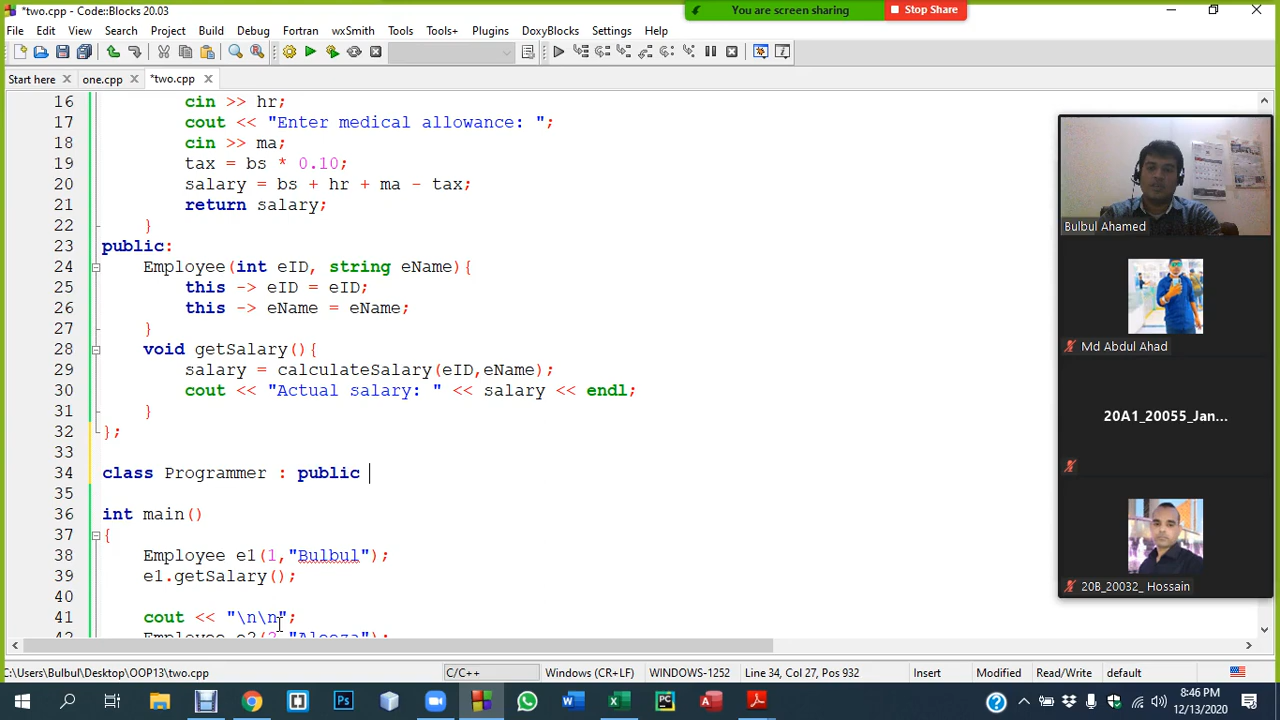 *two.cpp - Code::Blocks 20.03
You are screen sharing
Stop Share
File Edit View Search Project Build Debug Fortran wxSmith Tools Tools+ Plugins DoxyBlocks Settings Help
Start here one.cpp *two.cpp
16 cin >> hr;
17 cout << "Enter medical allowance: ";
18 cin >> ma;
19 tax = bs * 0.10;
20 salary = bs + hr + ma - tax;
21 return salary;
22 }
23 public:
24 Employee(int eID, string eName){
25 this -> eID = eID;
26 this -> eName = eName;
27 }
28 void getSalary(){
29 salary = calculateSalary(eID,eName);
30 cout << "Actual salary: " << salary << endl;
31 }
32 };
33
34 class Programmer : public
35
36 int main()
37 {
38 Employee e1(1,"Bulbul");
39 e1.getSalary();
40
41 cout << "\n\n";
42 Employee e2(2,"Aleeza");
Bulbul Ahamed
Md Abdul Ahad
20A1_20055_Jan...
20B_20032_ Hossain
C:\Users\Bulbul\Desktop\OOP13\two.cpp C/C++ Windows (CR+LF) WINDOWS-1252 Line 34, Col 27, Pos 932 Insert Modified Read/Write default
8:46 PM
12/13/2020